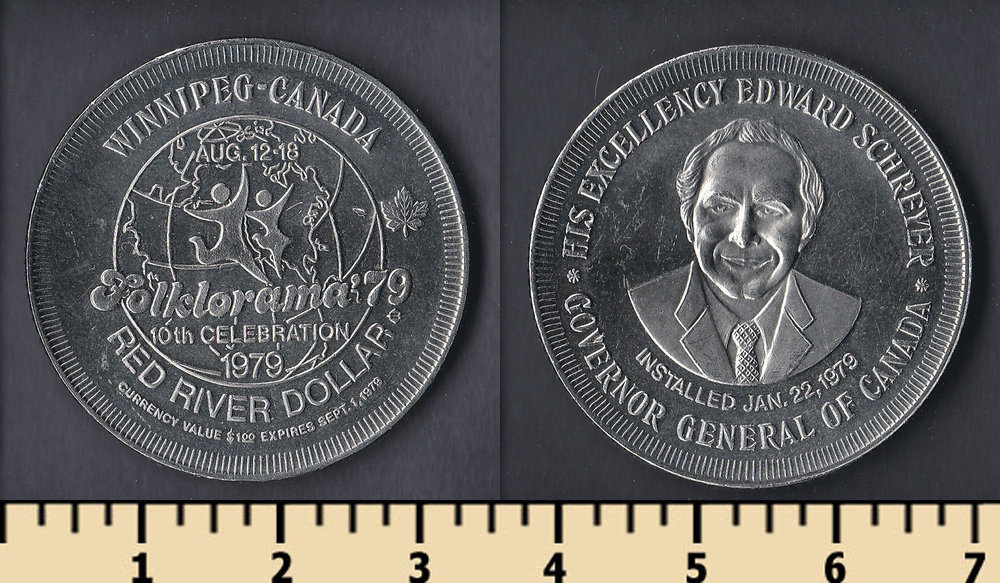 WINNIPEG-CANADA
AUG. 12-18
Folklorama '79
10th CELEBRATION
1979
RED RIVER DOLLAR
CURRENCY VALUE $1.00 EXPIRES SEPT. 1, 1979
HIS EXCELLENCY EDWARD SCHREYER
INSTALLED JAN. 22, 1979
GOVERNOR GENERAL OF CANADA
1 2 3 4 5 6 7